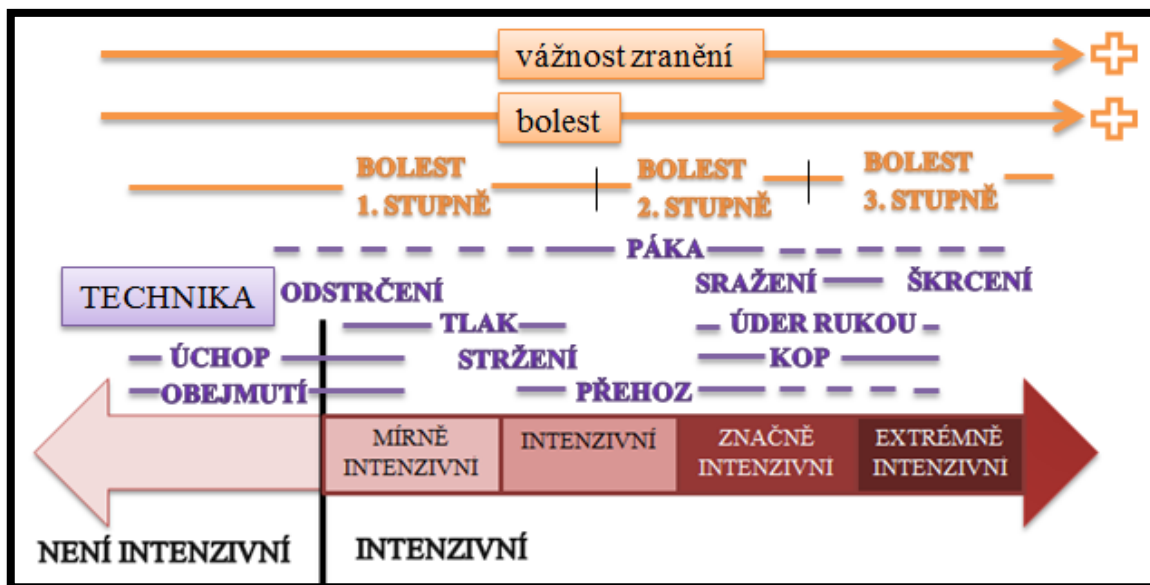 vážnost zranění
bolest
BOLEST
1. STUPNĚ
BOLEST
2. STUPNĚ
BOLEST
3. STUPNĚ
PÁKA
TECHNIKA
ODSTRČENÍ
SRAŽENÍ
ŠKRCENÍ
TLAK
ÚDER RUKOU
ÚCHOP
STRŽENÍ
KOP
OBEJMUTÍ
PŘEHOZ
MÍRNĚ
INTENZIVNÍ
INTENZIVNÍ
ZNAČNĚ
INTENZIVNÍ
EXTRÉMNĚ
INTENZIVNÍ
NENÍ INTENZIVNÍ
INTENZIVNÍ